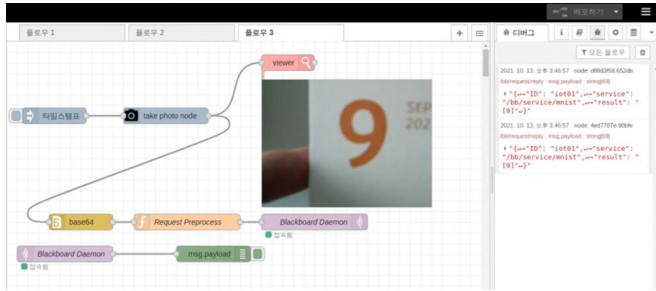 배포하기
플로우 1
플로우 2
플로우 3
디버그
모든 플로우
viewer
타임스탬프
take photo node
9
SEP
202
base64
Request Preprocess
Blackboard Daemon
접속됨
Blackboard Daemon
msg.payload
접속됨
2021. 10. 13. 오후 3:46:57 node: d88d3f58.652db
/bb/request/reply : msg.payload : string[59]
"{↵"ID": "iot01",↵"service":
"/bb/service/mnist",↵"result": "
[9]"↵}"
2021. 10. 13. 오후 3:46:57 node: 4ed7707e.90bfe
/bb/request/reply : msg.payload : string[59]
"{↵"ID": "iot01",↵"service":
"/bb/service/mnist",↵"result": "
[9]"↵}"